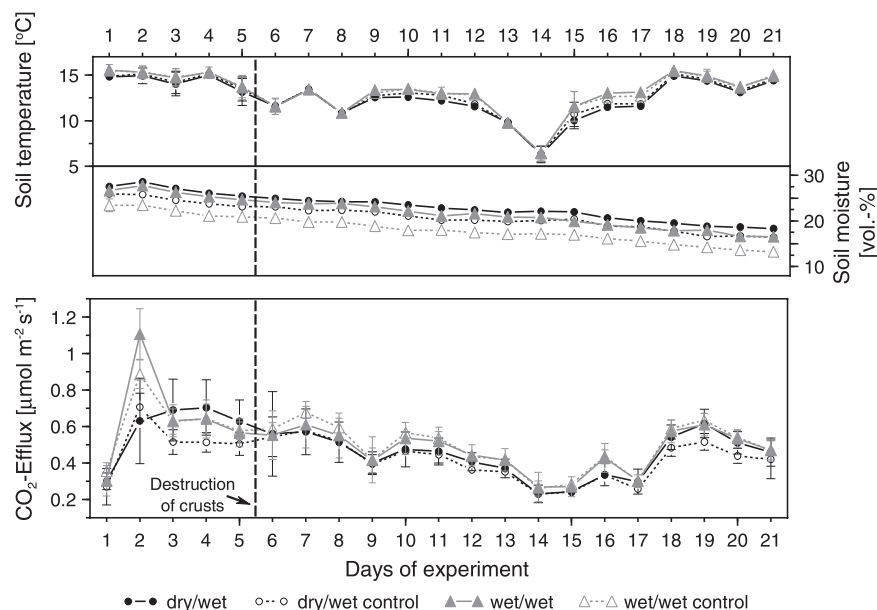 1 2 3 4 5 6 7 8 9 10 11 12 13 14 15 16 17 18 19 20 21
Soil temperature [°C]
15
10
5
30
20
10
Soil moisture
[vol.-%]
CO₂-Efflux [µmol m⁻² s⁻¹]
1.2
1
0.8
0.6
0.4
0.2
Destruction
of crusts
1 2 3 4 5 6 7 8 9 10 11 12 13 14 15 16 17 18 19 20 21
Days of experiment
dry/wet dry/wet control wet/wet wet/wet control